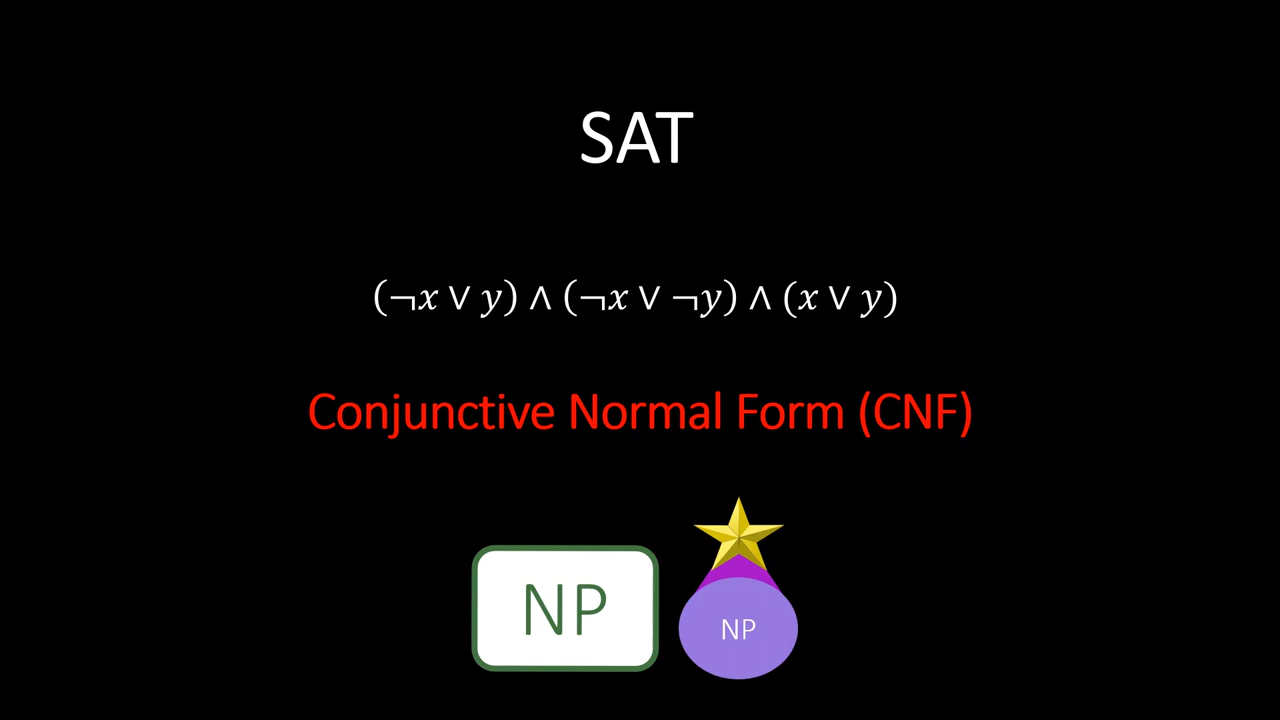 SAT
(¬x ∨ y) ∧ (¬x ∨ ¬y) ∧ (x ∨ y)
Conjunctive Normal Form (CNF)
NP
NP